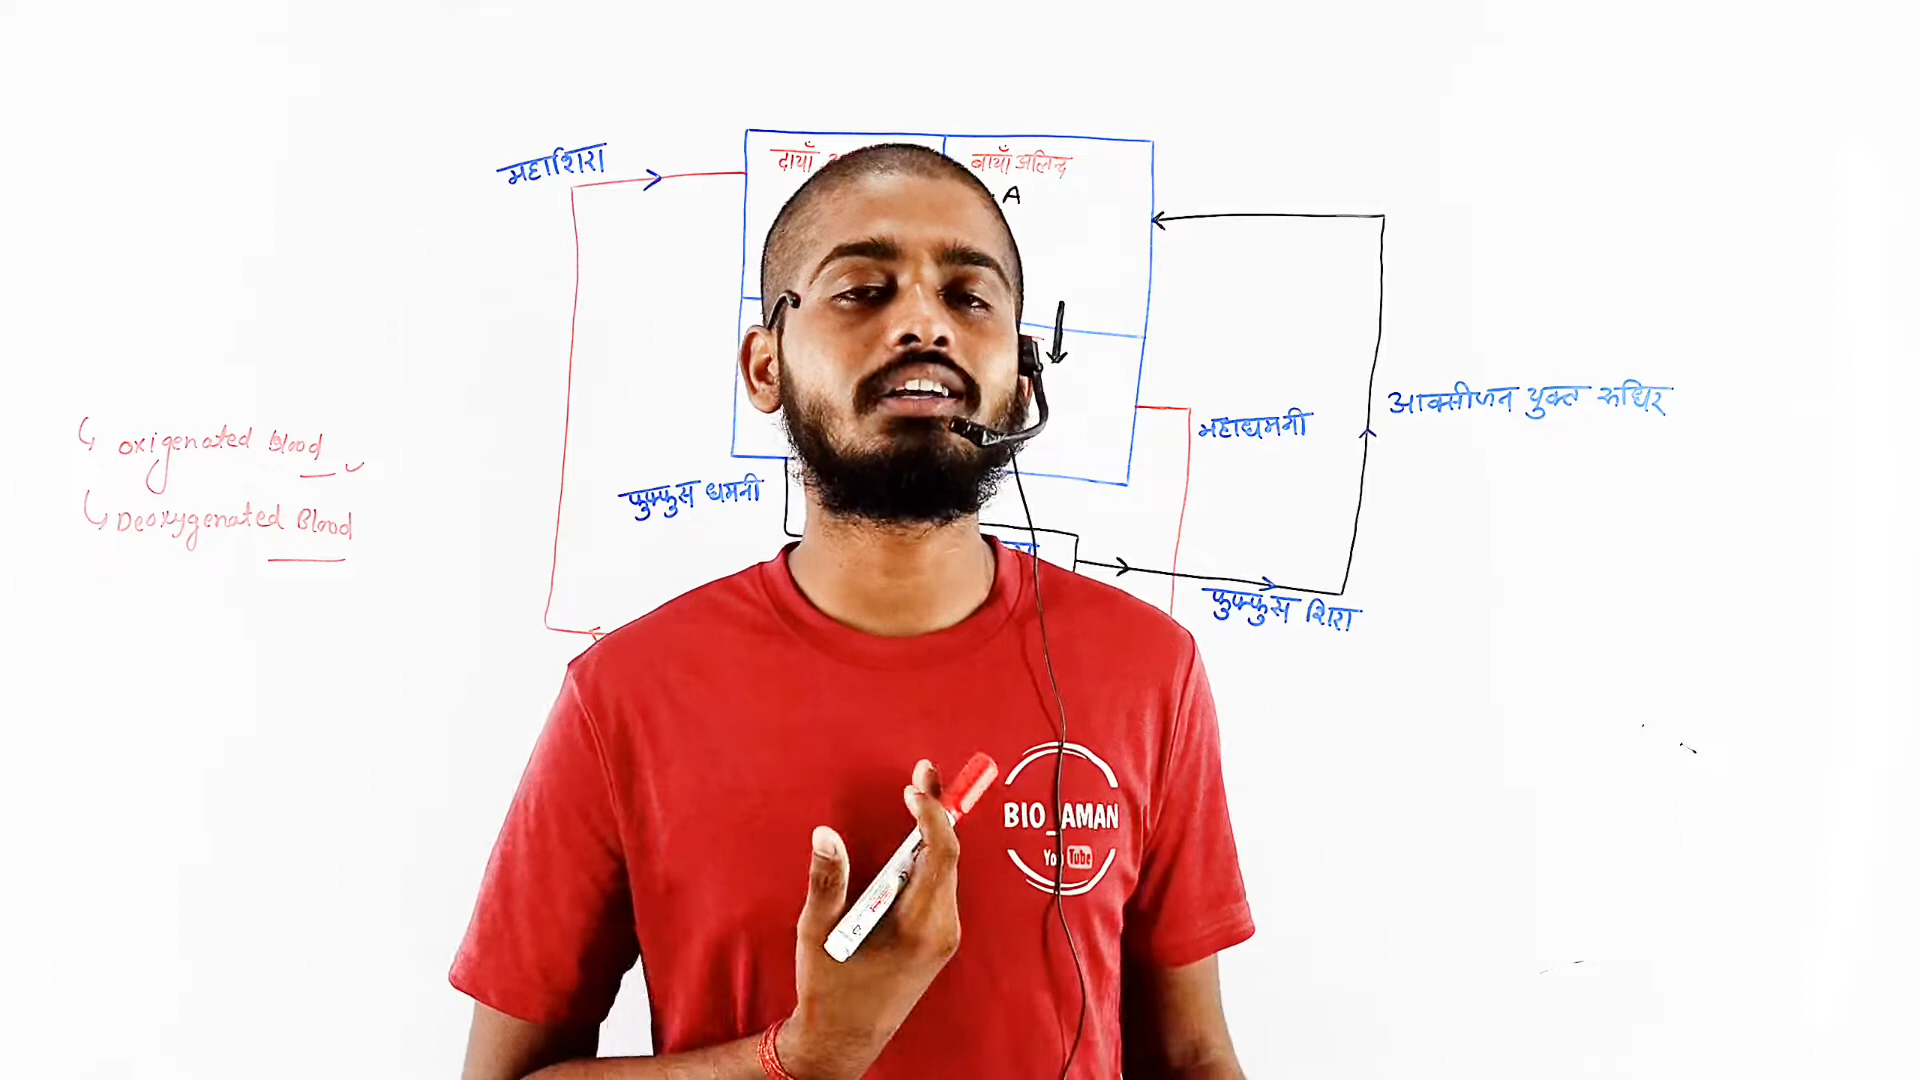 महाशिरा
दायाँ
बायाँ अलिन्द
A
आक्सीजन युक्त रुधिर
महाधमनी
oxigenated Blood
Deoxygenated Blood
फुफ्फुस धमनी
फुफ्फुस शिरा
BIO_AMAN
YouTube